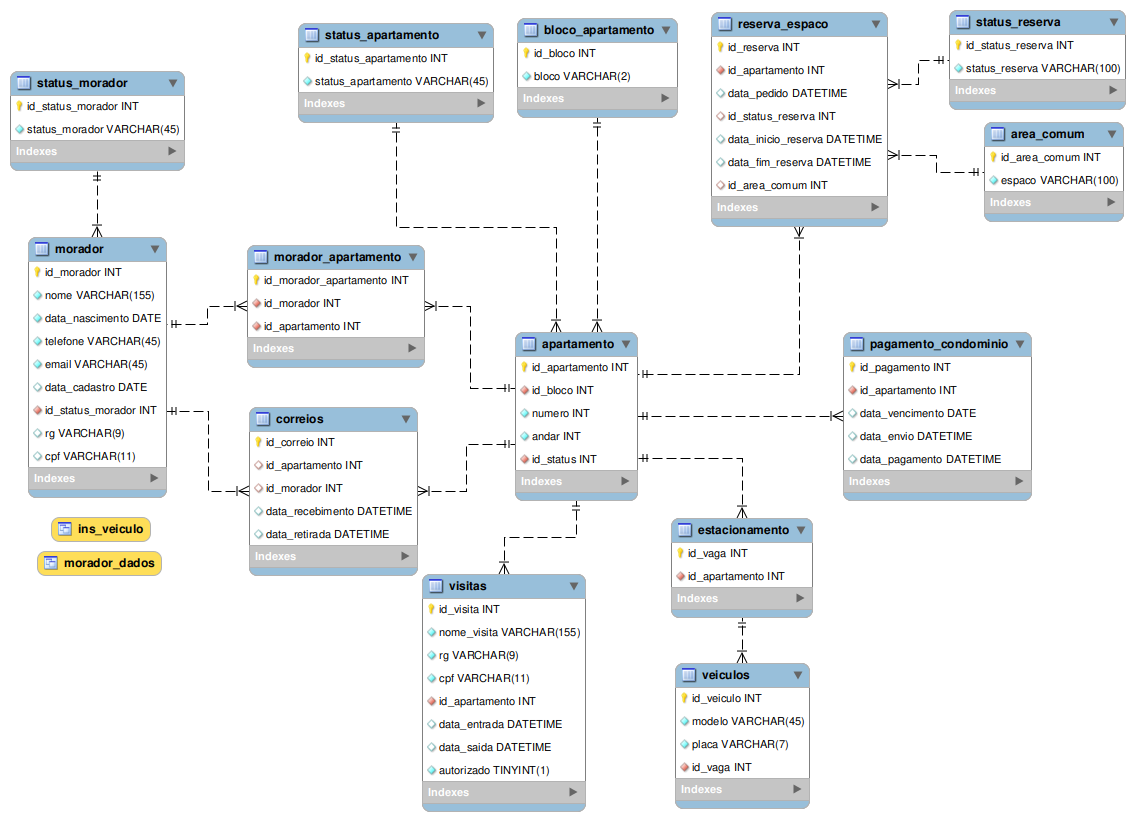 status_morador
id_status_morador INT
status_morador VARCHAR(45)
Indexes
status_apartamento
id_status_apartamento INT
status_apartamento VARCHAR(45)
Indexes
bloco_apartamento
id_bloco INT
bloco VARCHAR(2)
Indexes
reserva_espaco
id_reserva INT
id_apartamento INT
data_pedido DATETIME
id_status_reserva INT
data_inicio_reserva DATETIME
data_fim_reserva DATETIME
id_area_comum INT
Indexes
status_reserva
id_status_reserva INT
status_reserva VARCHAR(100)
Indexes
area_comum
id_area_comum INT
espaco VARCHAR(100)
Indexes
morador
id_morador INT
nome VARCHAR(155)
data_nascimento DATE
telefone VARCHAR(45)
email VARCHAR(45)
data_cadastro DATE
id_status_morador INT
rg VARCHAR(9)
cpf VARCHAR(11)
Indexes
morador_apartamento
id_morador_apartamento INT
id_morador INT
id_apartamento INT
Indexes
apartamento
id_apartamento INT
id_bloco INT
numero INT
andar INT
id_status INT
Indexes
pagamento_condominio
id_pagamento INT
id_apartamento INT
data_vencimento DATE
data_envio DATETIME
data_pagamento DATETIME
Indexes
correios
id_correio INT
id_apartamento INT
id_morador INT
data_recebimento DATETIME
data_retirada DATETIME
Indexes
ins_veiculo
morador_dados
estacionamento
id_vaga INT
id_apartamento INT
Indexes
visitas
id_visita INT
nome_visita VARCHAR(155)
rg VARCHAR(9)
cpf VARCHAR(11)
id_apartamento INT
data_entrada DATETIME
data_saida DATETIME
autorizado TINYINT(1)
Indexes
veiculos
id_veiculo INT
modelo VARCHAR(45)
placa VARCHAR(7)
id_vaga INT
Indexes